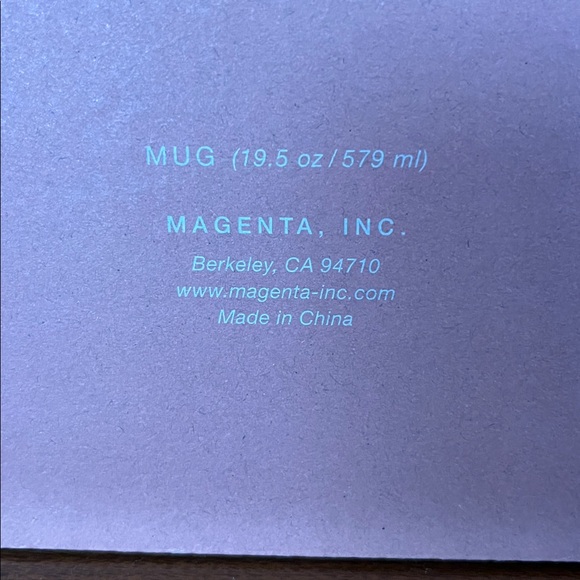 MUG (19.5 oz / 579 ml)
MAGENTA, INC.
Berkeley, CA 94710
www.magenta-inc.com
Made in China